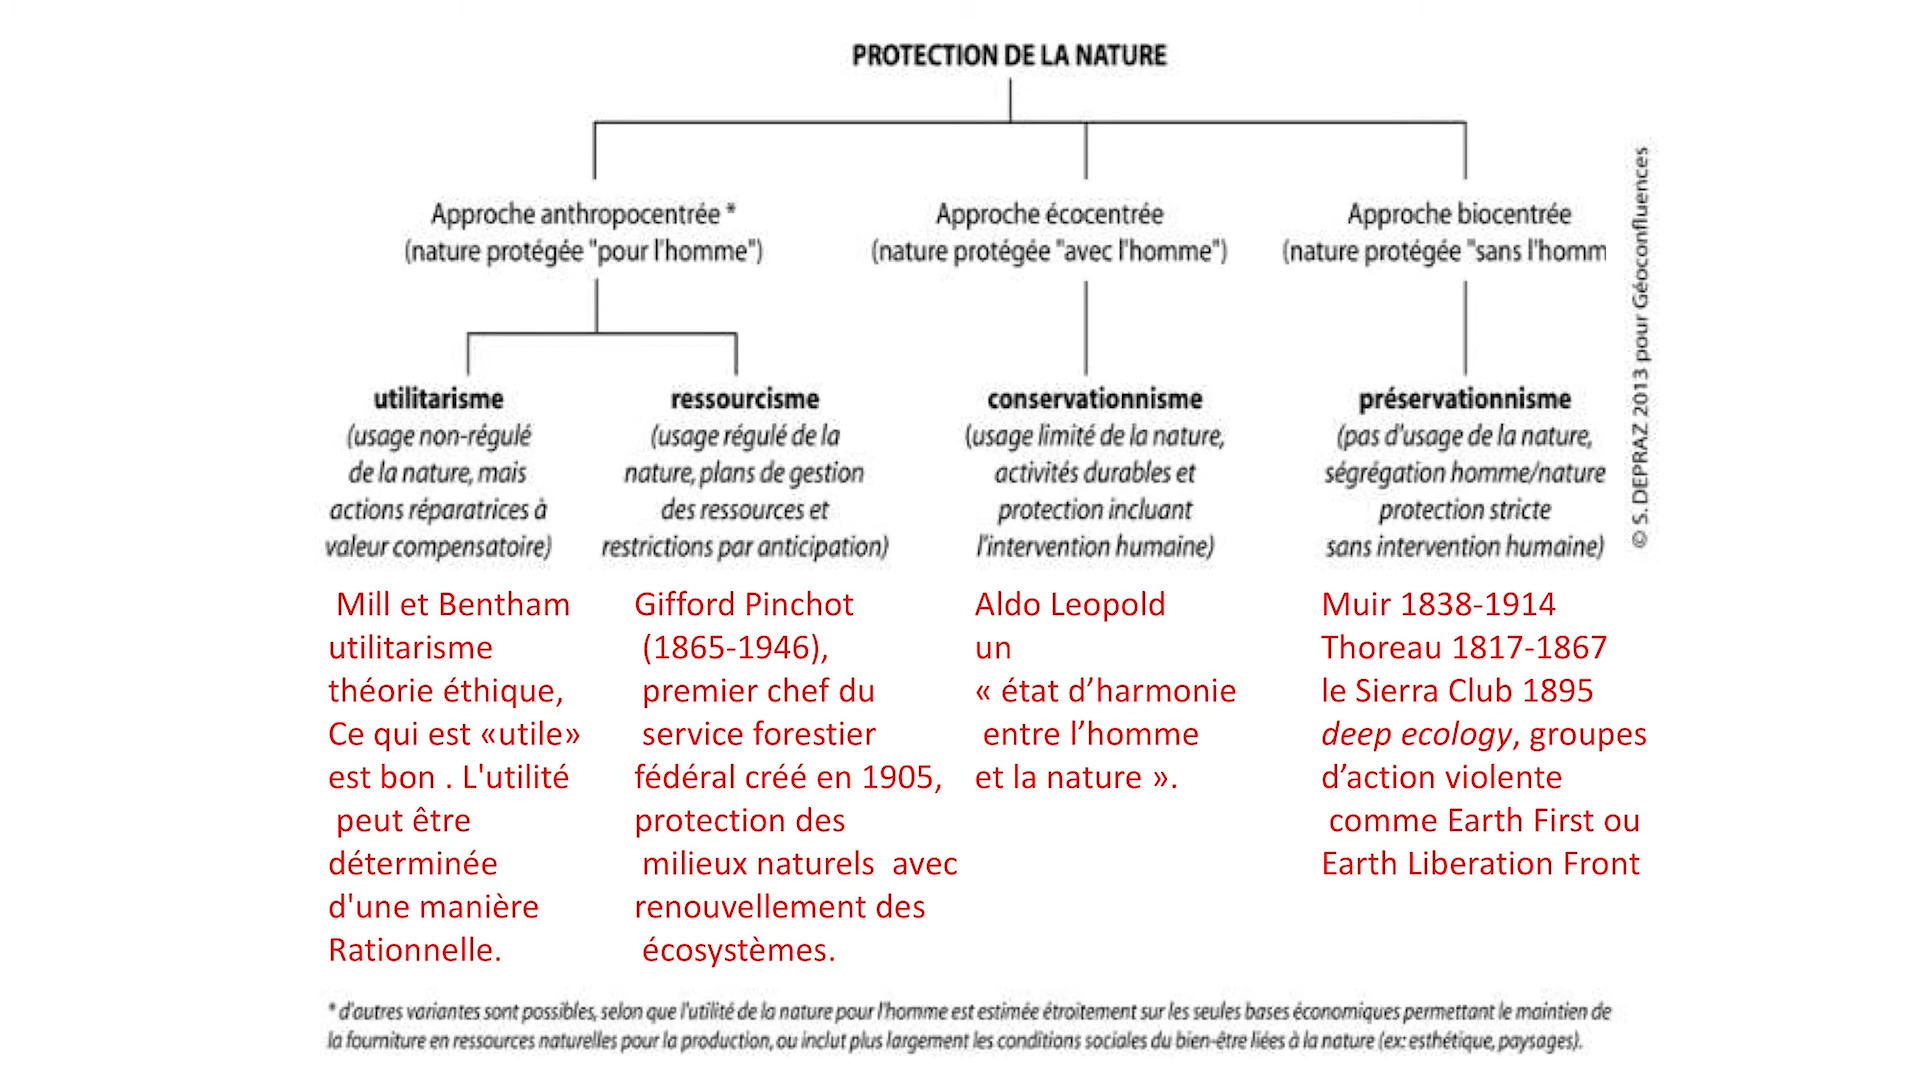 PROTECTION DE LA NATURE
Approche anthropocentrée *
(nature protégée "pour l'homme")
Approche écocentrée
(nature protégée "avec l'homme")
Approche biocentrée
(nature protégée "sans l'homm
utilitarisme
(usage non-régulé
de la nature, mais
actions réparatrices à
valeur compensatoire)
ressourcisme
(usage régulé de la
nature, plans de gestion
des ressources et
restrictions par anticipation)
conservationnisme
(usage limité de la nature,
activités durables et
protection incluant
l'intervention humaine)
préservationnisme
(pas d'usage de la nature,
ségrégation homme/nature
protection stricte
sans intervention humaine)
© S. DEPRAZ 2013 pour Géoconfluences
Mill et Bentham
utilitarisme
théorie éthique,
Ce qui est «utile»
est bon . L'utilité
peut être
déterminée
d'une manière
Rationnelle.
Gifford Pinchot
(1865-1946),
premier chef du
service forestier
fédéral créé en 1905,
protection des
milieux naturels avec
renouvellement des
écosystèmes.
Aldo Leopold
un
« état d’harmonie
entre l’homme
et la nature ».
Muir 1838-1914
Thoreau 1817-1867
le Sierra Club 1895
deep ecology, groupes
d’action violente
comme Earth First ou
Earth Liberation Front
* d'autres variantes sont possibles, selon que l'utilité de la nature pour l'homme est estimée étroitement sur les seules bases économiques permettant le maintien de
la fourniture en ressources naturelles pour la production, ou inclut plus largement les conditions sociales du bien-être liées à la nature (ex: esthétique, paysages).